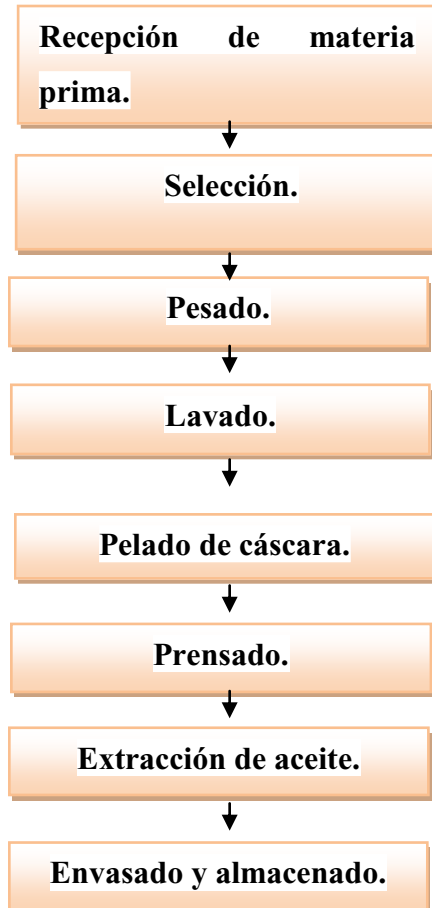 Recepción de materia
prima.
Selección.
Pesado.
Lavado.
Pelado de cáscara.
Prensado.
Extracción de aceite.
Envasado y almacenado.